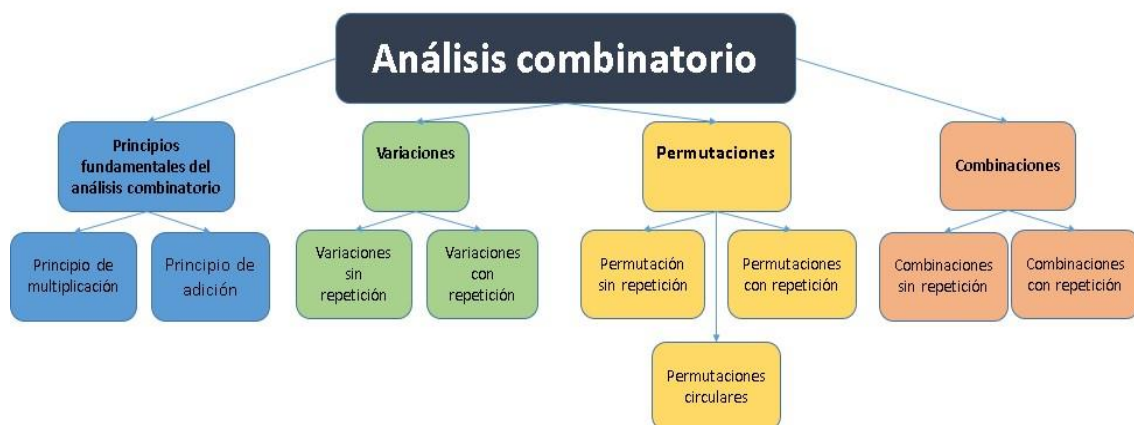 Análisis combinatorio
Principios
fundamentales del
análisis combinatorio
Variaciones
Permutaciones
Combinaciones
Principio de
multiplicación
Principio de
adición
Variaciones
sin
repetición
Variaciones
con
repetición
Permutación
sin repetición
Permutaciones
con repetición
Combinaciones
sin repetición
Combinaciones
con repetición
Permutaciones
circulares